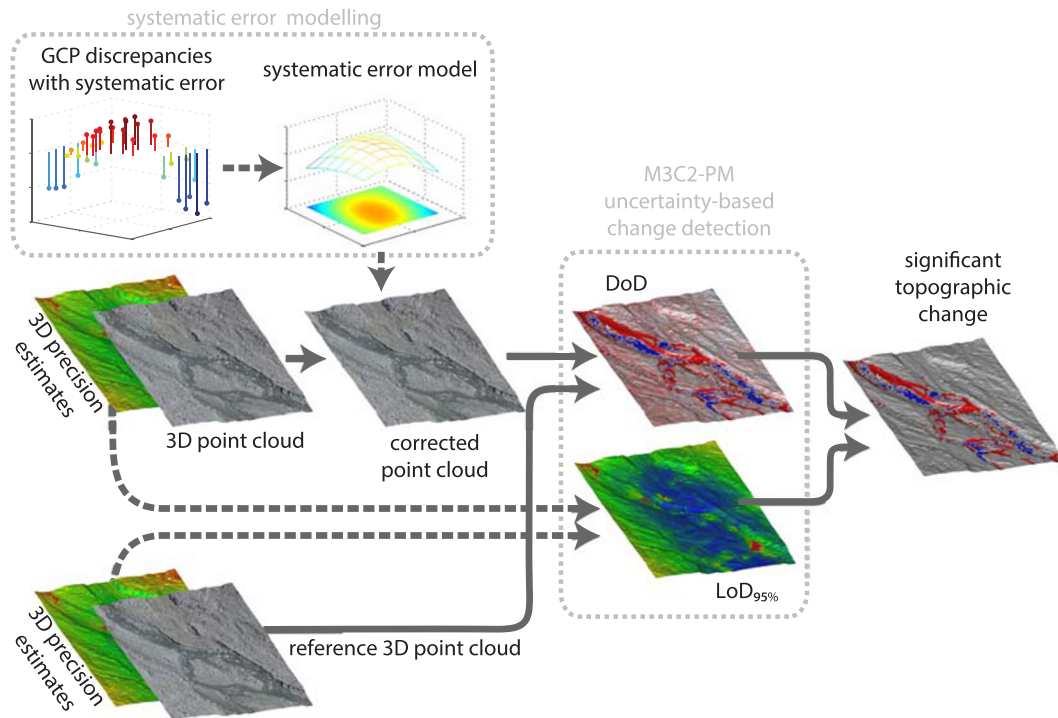 systematic error modelling
GCP discrepancies
with systematic error
systematic error model
M3C2-PM
uncertainty-based
change detection
significant
topographic
change
DoD
3D precision
estimates
3D point cloud
corrected
point cloud
LoD95%
3D precision
estimates
reference 3D point cloud